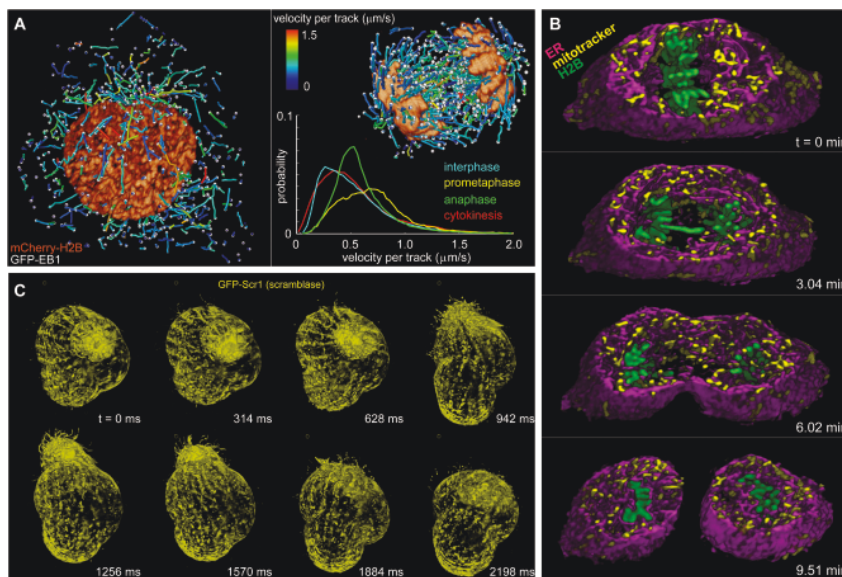 A
velocity per track (μm/s)
1.5
0
mCherry-H2B
GFP-EB1
0.1
probability
0
interphase
prometaphase
anaphase
cytokinesis
0
0.5
1.0
1.5
2.0
velocity per track (μm/s)
B
ER
mitotracker
H2B
t = 0 min
3.04 min
6.02 min
9.51 min
C
GFP-Scr1 (scramblase)
t = 0 ms
314 ms
628 ms
942 ms
1256 ms
1570 ms
1884 ms
2198 ms